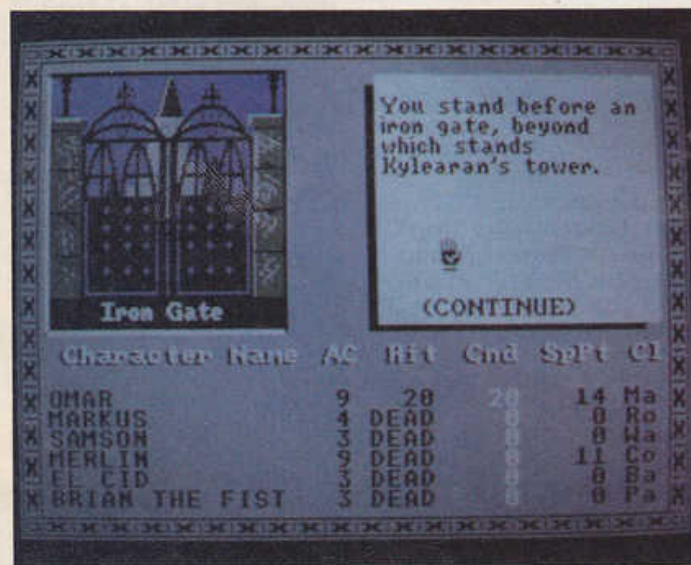 You stand before an
iron gate, beyond
which stands
Kylearan's tower.
(CONTINUE)
Iron Gate
Character Name AC Hit Cnd SpPt Cl
OMAR 9 20 20 14 Ma
MARKUS 4 DEAD 0 0 Ro
SAMSON 3 DEAD 0 0 Wa
MERLIN 9 DEAD 0 11 Co
EL CID 3 DEAD 0 0 Ba
BRIAN THE FIST 3 DEAD 0 0 Pa